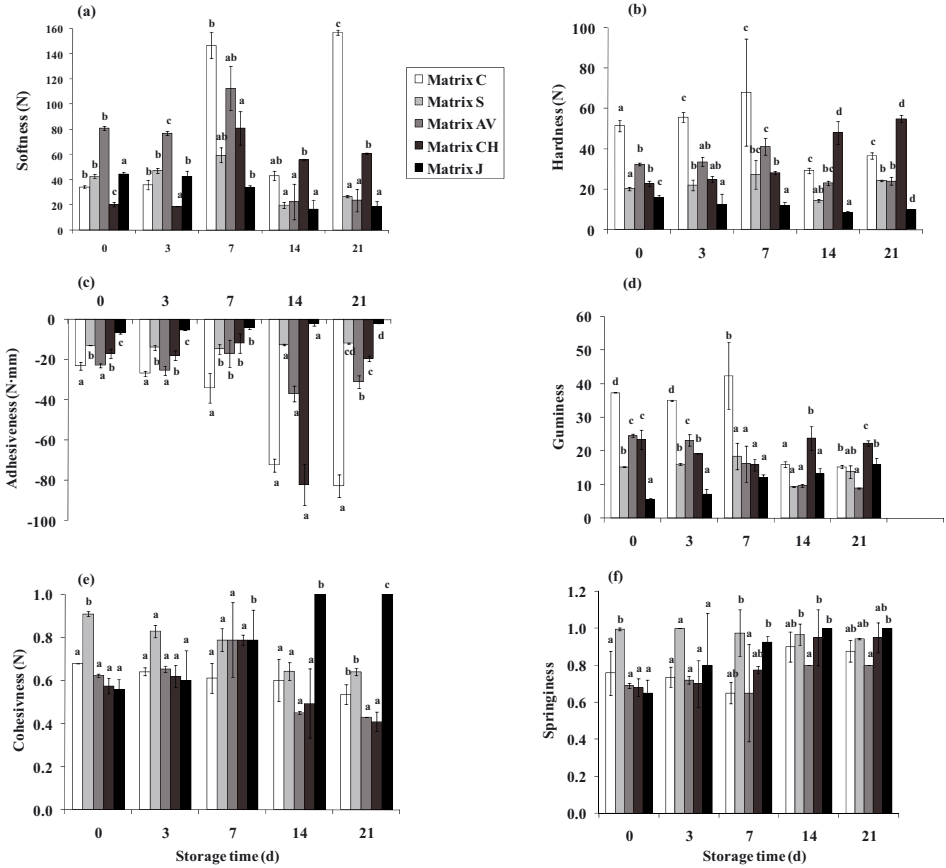 (a)
Softness (N)
160
140
120
100
80
60
40
20
0
b b b c a
b b c a b
b ab ab a b
ab a a b a
c a a b a
0 3 7 14 21
Matrix C
Matrix S
Matrix AV
Matrix CH
Matrix J
(b)
Hardness (N)
100
80
60
40
20
0
a a b b c
c a ab ab a
c bc c b a
c ab bc d a
c b b d d
0 3 7 14 21
(c)
0 3 7 14 21
Adhesiveness (N·mm)
0
-20
-40
-60
-80
-100
a b a b c
a b a b c
a b b b c
a a a a a
a cd b c d
(d)
Guminess
60
50
40
30
20
10
0
d b c c a
d b c b a
b a a a a
a a a b a
b ab a c b
0 3 7 14 21
(e)
Cohesivness (N)
1.0
0.8
0.6
0.4
0.2
0.0
a b a a a
a a a a a
a a a a b
a a a a b
b b a a c
0 3 7 14 21
Storage time (d)
(f)
Springiness
1.2
1.0
0.8
0.6
0.4
0.2
0.0
a b a a a
a a a a a
ab b a ab b
ab b a b b
ab ab a ab b
0 3 7 14 21
Storage time (d)